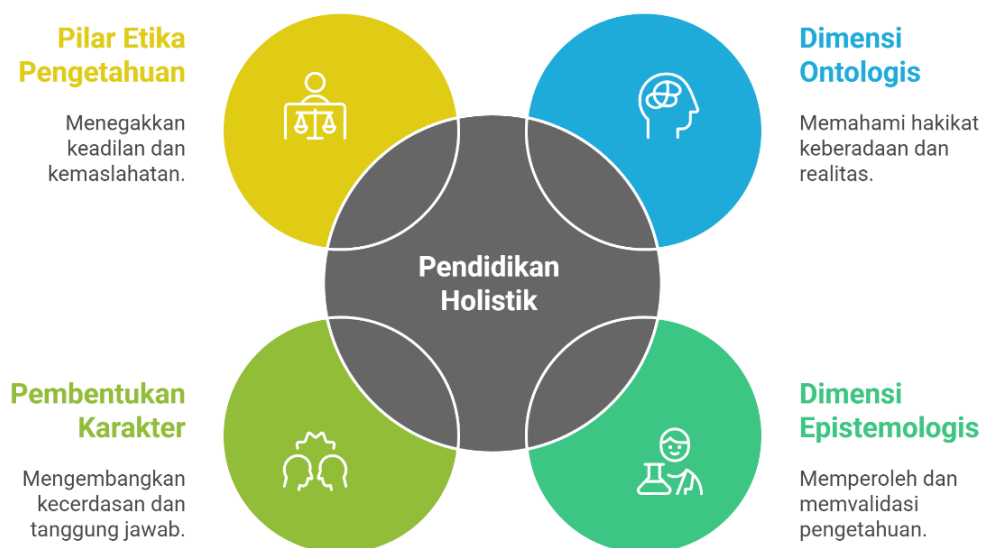 Pilar Etika
Pengetahuan
Menegakkan
keadilan dan
kemaslahatan.
Dimensi
Ontologis
Memahami hakikat
keberadaan dan
realitas.
Pendidikan
Holistik
Pembentukan
Karakter
Mengembangkan
kecerdasan dan
tanggung jawab.
Dimensi
Epistemologis
Memperoleh dan
memvalidasi
pengetahuan.